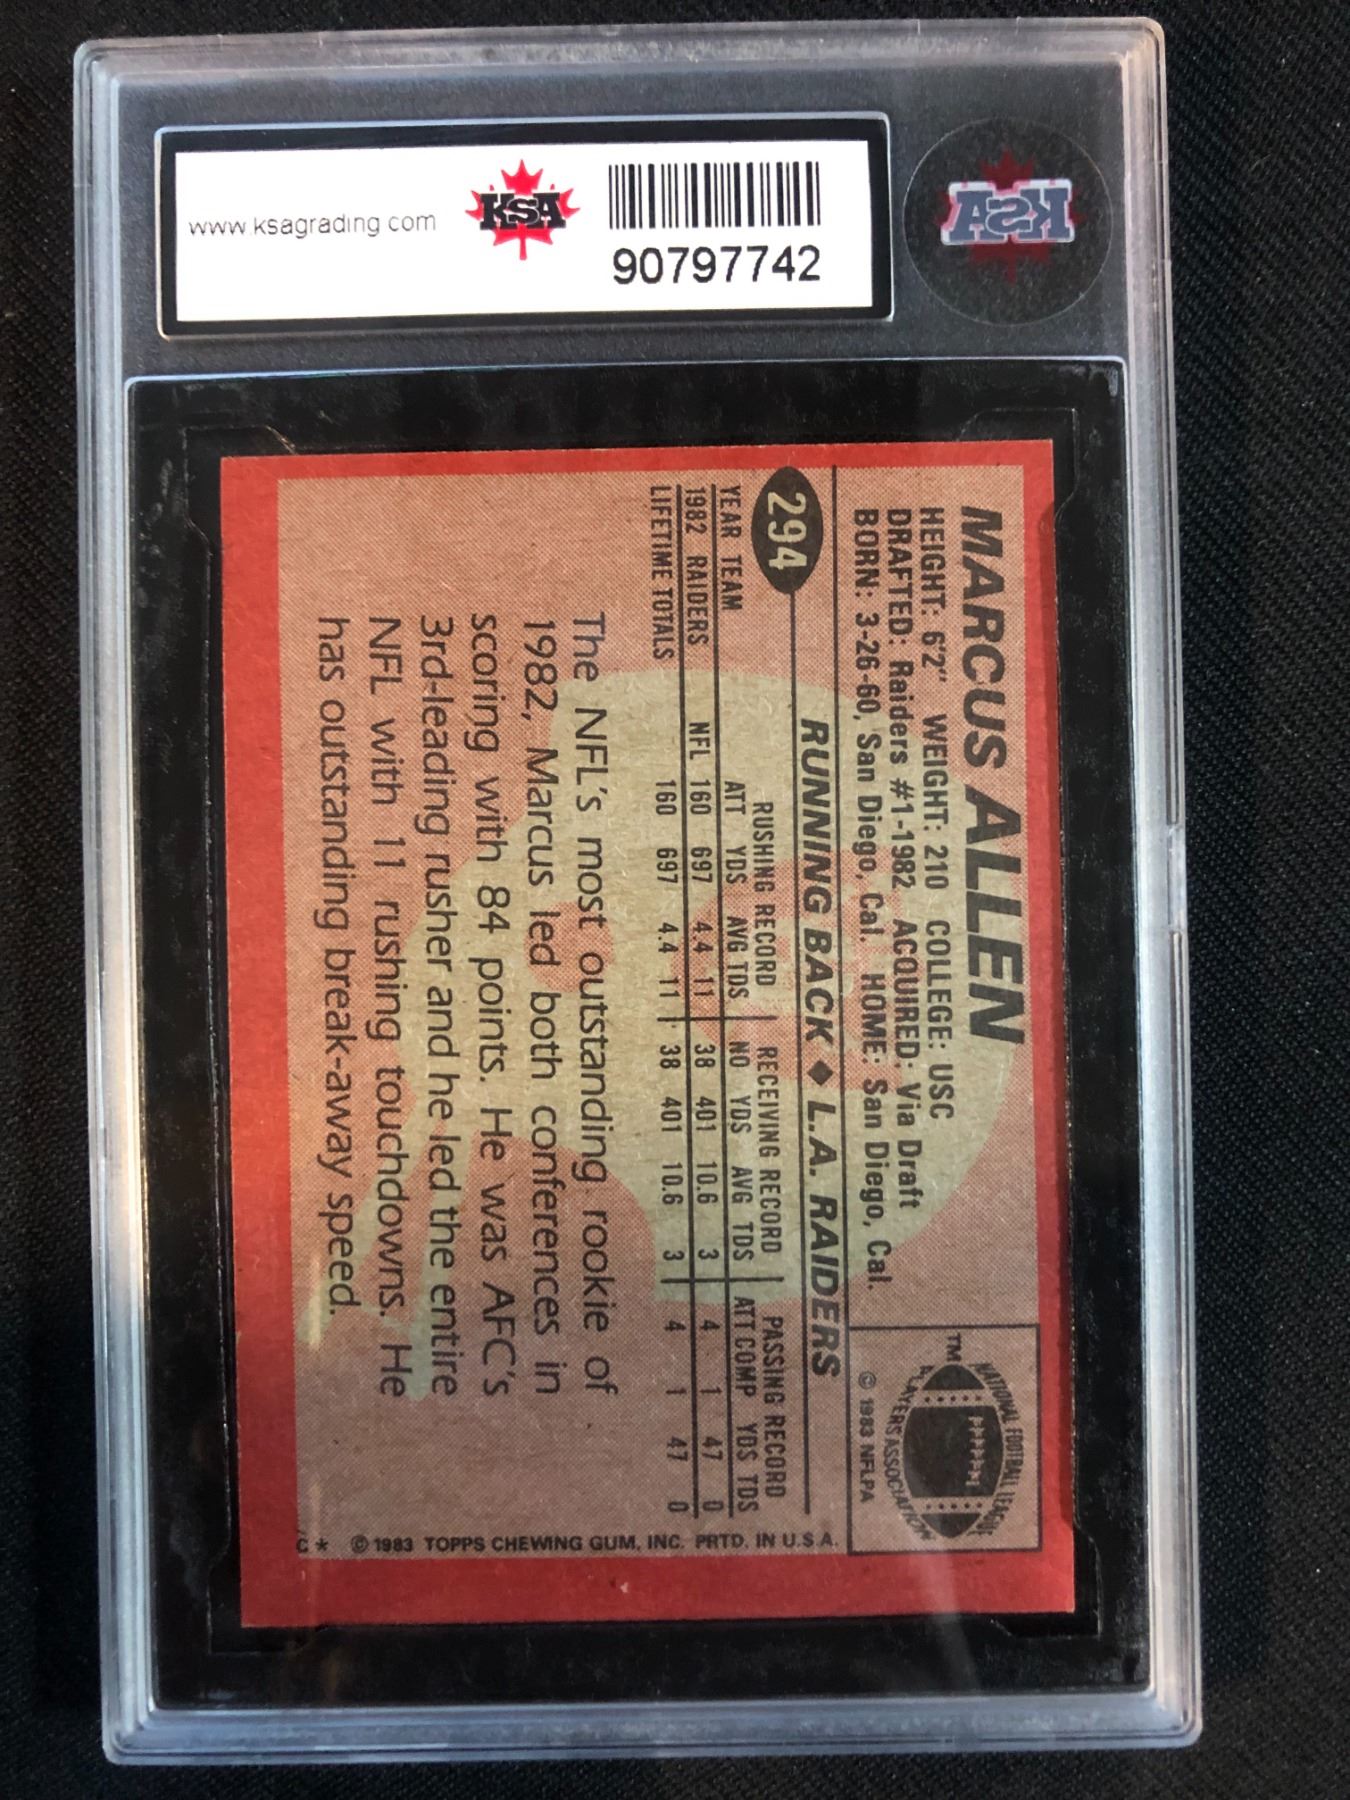 www.ksagrading.com
KSA
90797742
KSA
MARCUS ALLEN
HEIGHT: 6'2" WEIGHT: 210 COLLEGE: USC
DRAFTED: Raiders #1-1982 ACQUIRED: Via Draft
BORN: 3-26-60, San Diego, Cal. HOME: San Diego, Cal.
NATIONAL FOOTBALL LEAGUE
PLAYERS ASSOCIATION
TM
© 1983 NFLPA
294
RUNNING BACK ◆ L.A. RAIDERS
RUSHING RECORD RECEIVING RECORD PASSING RECORD
YEAR TEAM ATT YDS AVG TDS NO YDS AVG TDS ATT COMP YDS TDS
1982 RAIDERS NFL 160 697 4.4 11 38 401 10.6 3 4 1 47 0
LIFETIME TOTALS 160 697 4.4 11 38 401 10.6 3 4 1 47 0
The NFL's most outstanding rookie of
1982, Marcus led both conferences in
scoring with 84 points. He was AFC's
3rd-leading rusher and he led the entire
NFL with 11 rushing touchdowns. He
has outstanding break-away speed.
© 1983 TOPPS CHEWING GUM, INC. PRTD. IN U.S.A.